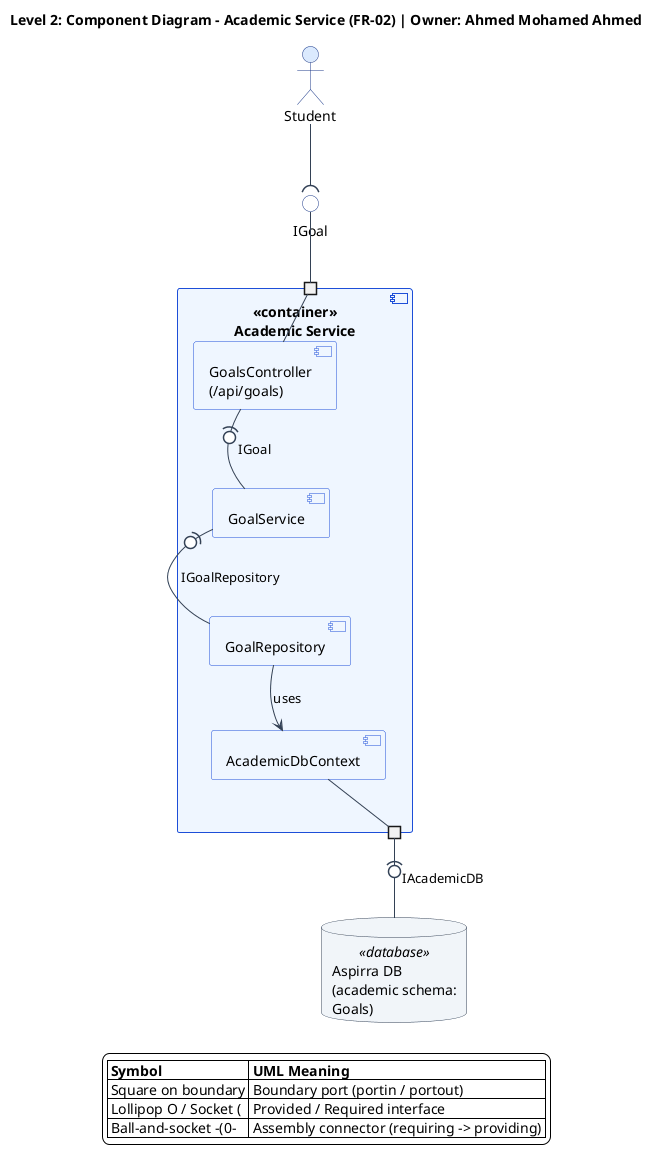 Level 2: Component Diagram - Academic Service (FR-02) | Owner: Ahmed Mohamed Ahmed
Student
IGoal
«container»
Academic Service
GoalsController
(/api/goals)
IGoal
GoalService
IGoalRepository
GoalRepository
uses
AcademicDbContext
IAcademicDB
«database»
Aspirra DB
(academic schema:
Goals)
Symbol UML Meaning
Square on boundary Boundary port (portin / portout)
Lollipop O / Socket ( Provided / Required interface
Ball-and-socket -(0- Assembly connector (requiring -> providing)